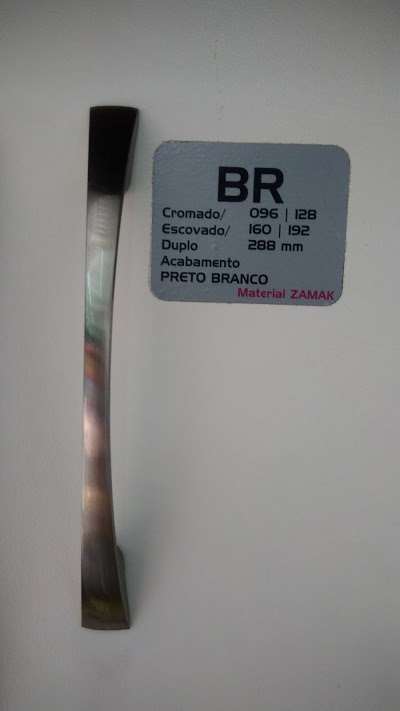 BR
Cromado/ 096 | 128
Escovado/ 160 | 192
Duplo 288 mm
Acabamento
PRETO BRANCO
Material ZAMAK